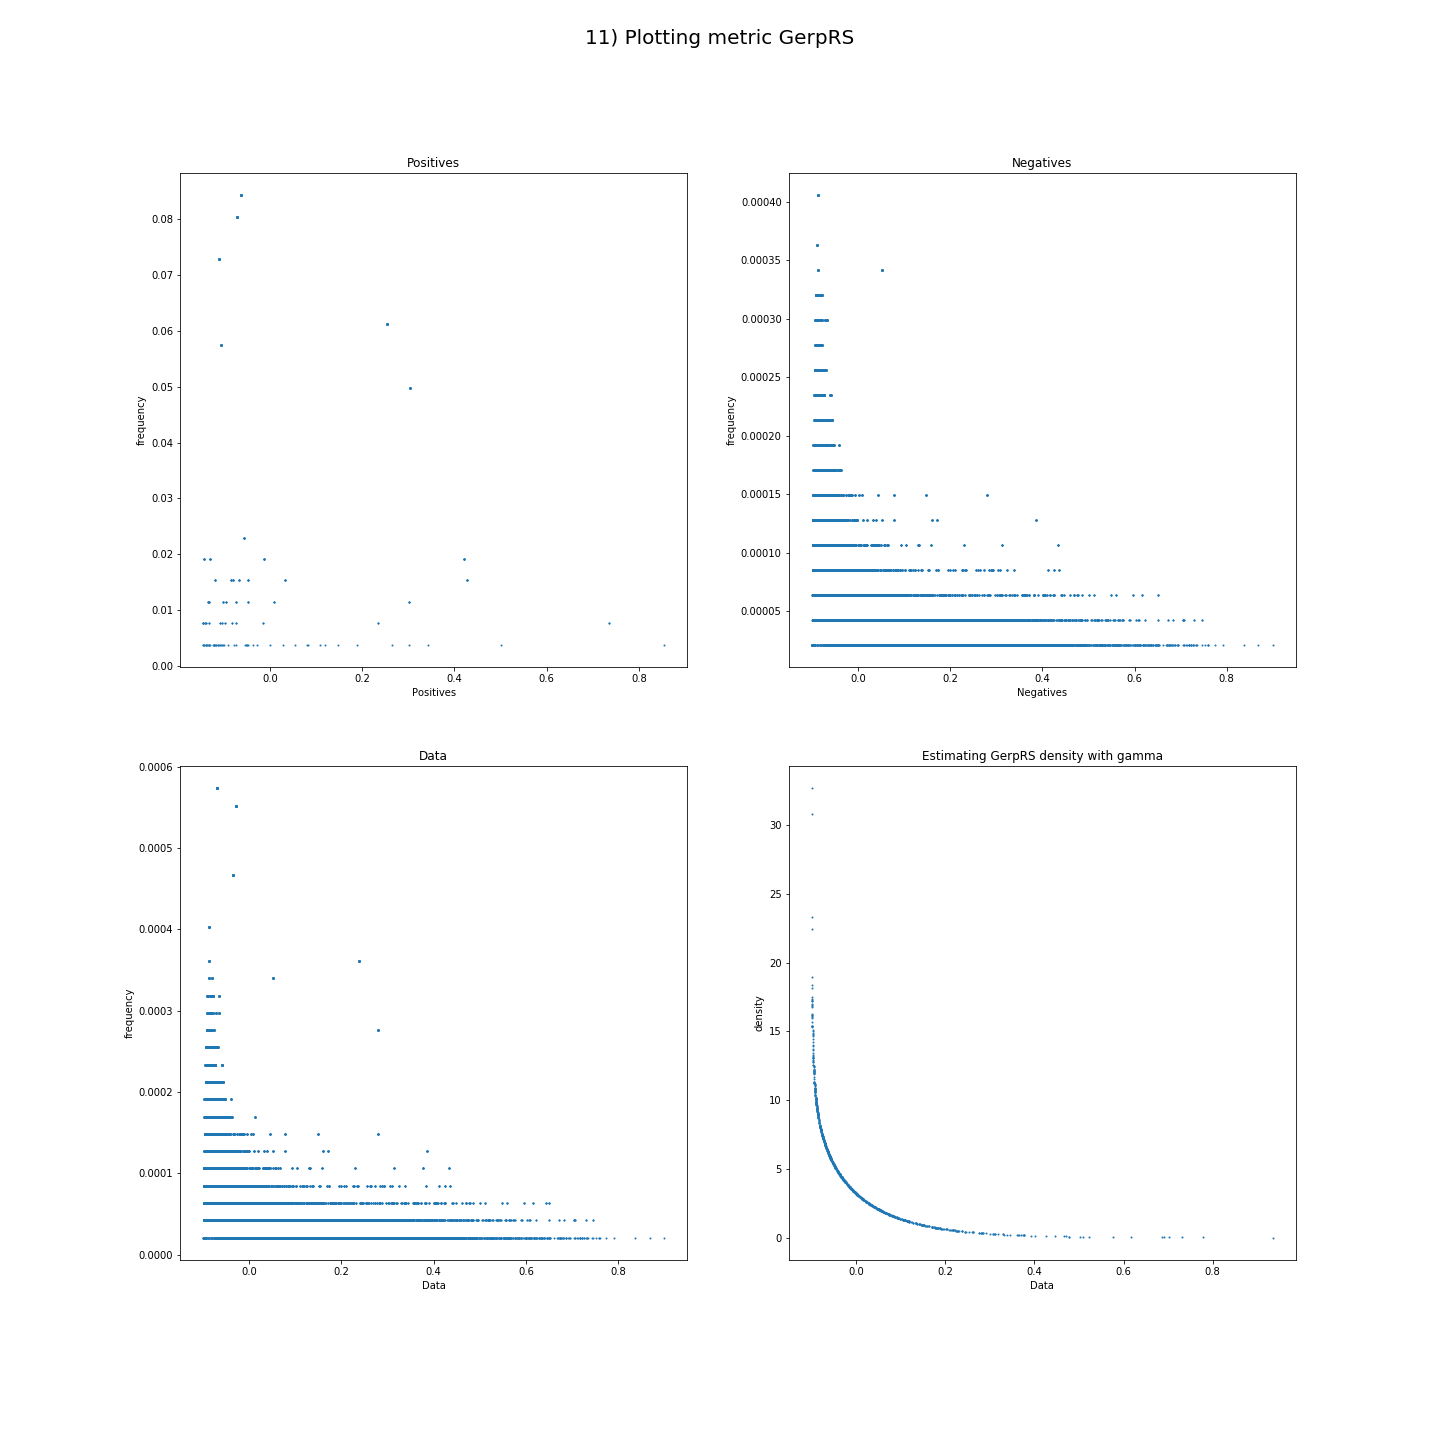 11) Plotting metric GerpRS
Positives
0.08
0.07
0.06
0.05
0.04
0.03
0.02
0.01
0.00
frequency
0.0 0.2 0.4 0.6 0.8
Positives
Negatives
0.00040
0.00035
0.00030
0.00025
0.00020
0.00015
0.00010
0.00005
frequency
0.0 0.2 0.4 0.6 0.8
Negatives
Data
0.0006
0.0005
0.0004
0.0003
0.0002
0.0001
0.0000
frequency
0.0 0.2 0.4 0.6 0.8
Data
Estimating GerpRS density with gamma
30
25
20
15
10
5
0
density
0.0 0.2 0.4 0.6 0.8
Data